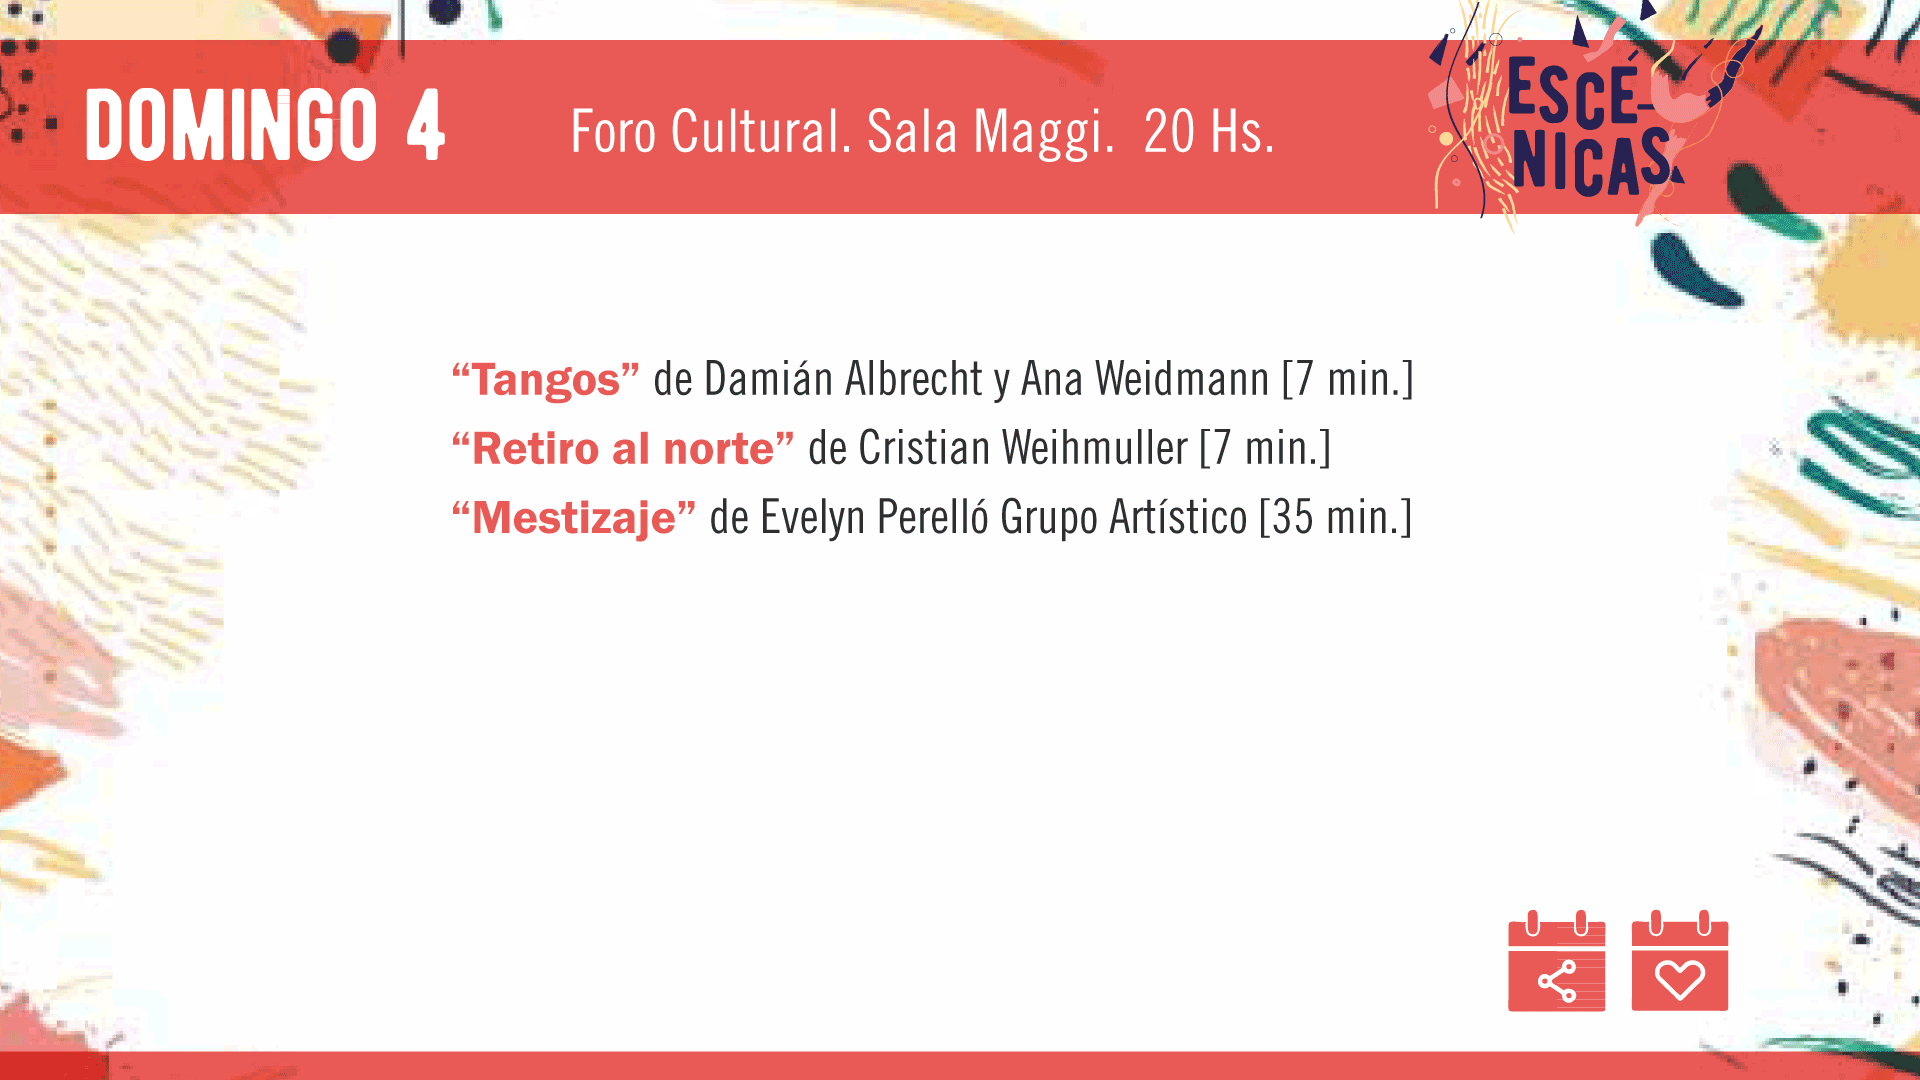 DOMINGO 4
Foro Cultural. Sala Maggi. 20 Hs.
ESCÉ-
NICAS
“Tangos” de Damián Albrecht y Ana Weidmann [7 min.]
“Retiro al norte” de Cristian Weihmuller [7 min.]
“Mestizaje” de Evelyn Perelló Grupo Artístico [35 min.]